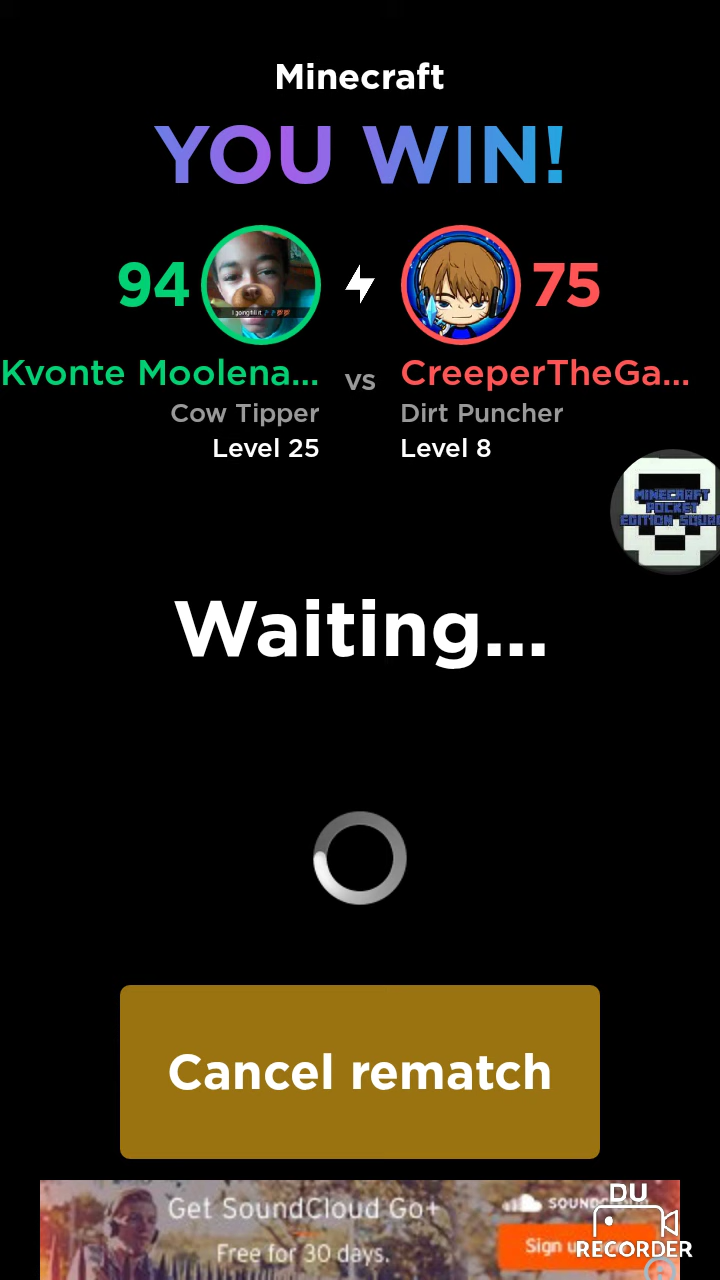 Minecraft
YOU WIN!
94
75
Kvonte Moolena...
vs
CreeperTheGa...
Cow Tipper
Dirt Puncher
Level 25
Level 8
MINECRAFT
POCKET
EDITION
Waiting...
Cancel rematch
Get SoundCloud Go+
Free for 30 days.
Sign
DU
RECORDER